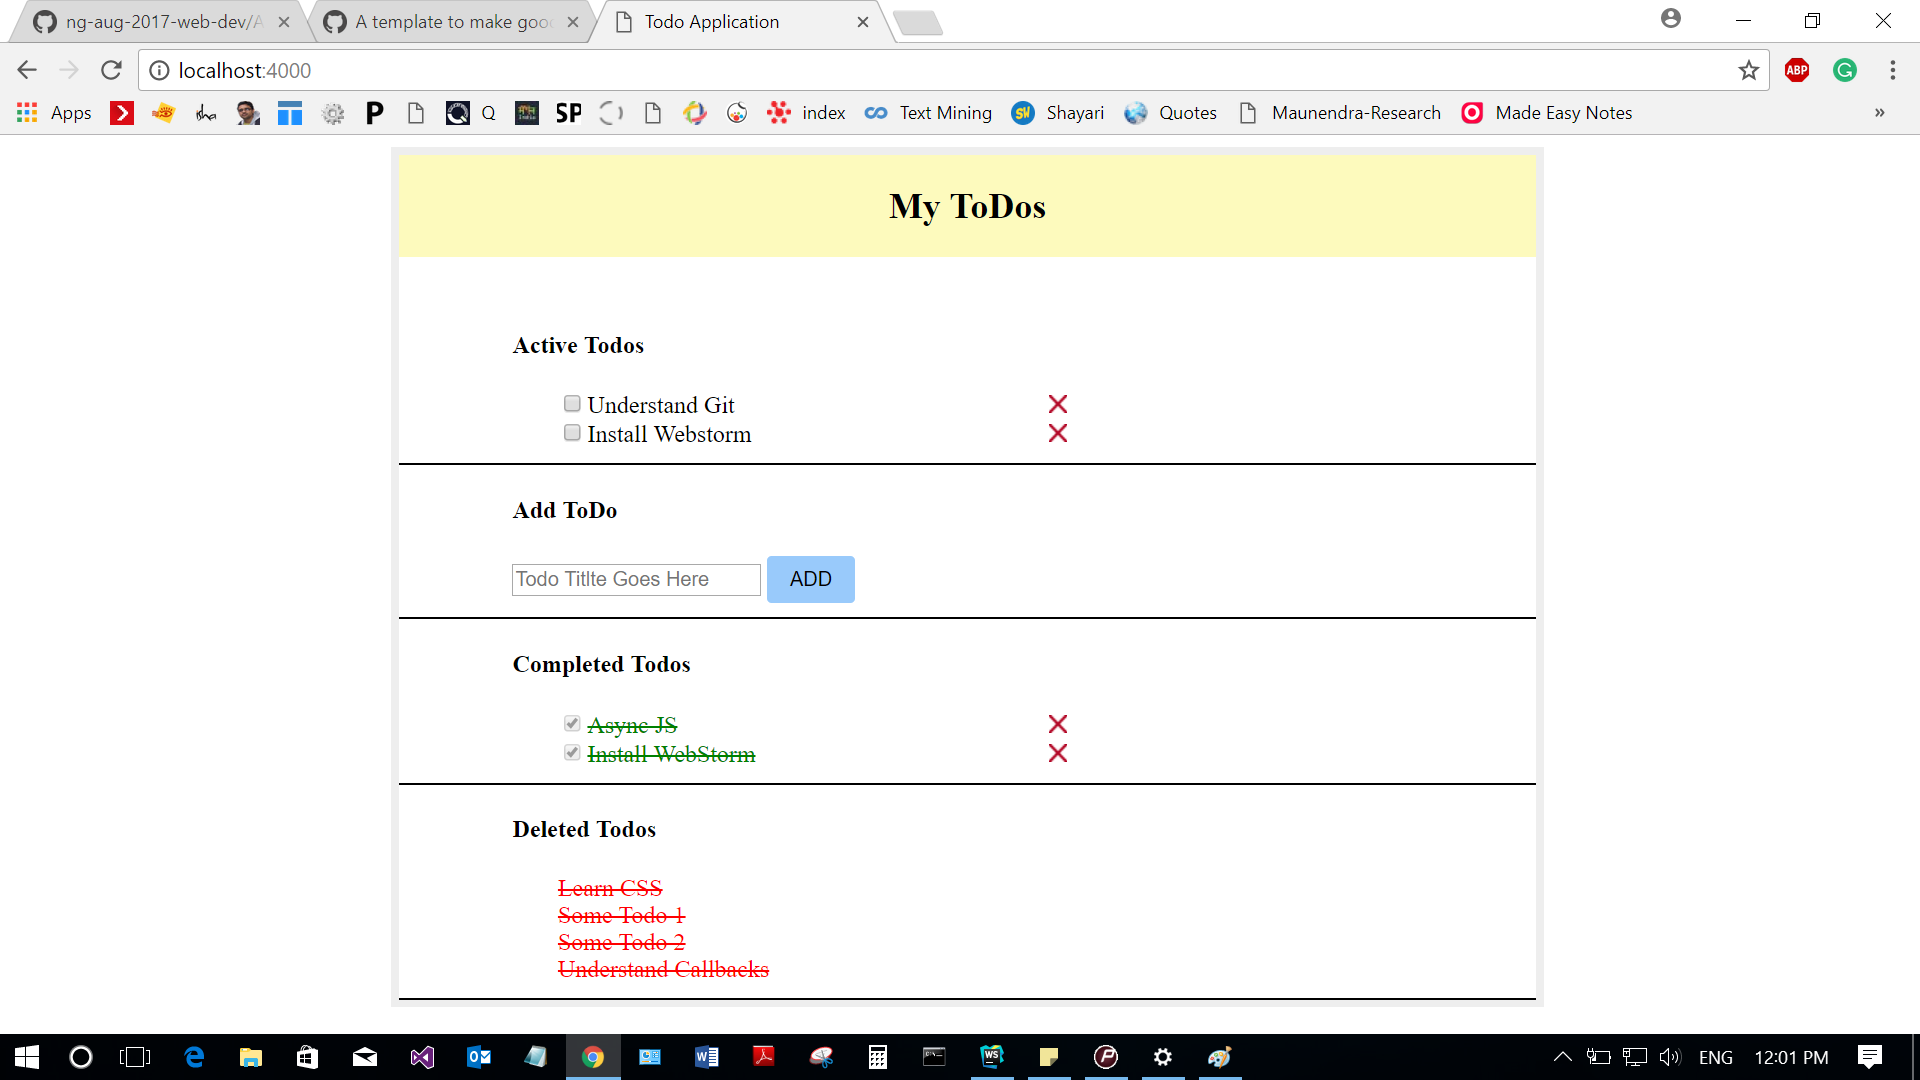 ng-aug-2017-web-dev/A
A template to make goo
Todo Application
localhost:4000
ABP
Apps
Q
SP
index
Text Mining
SW
Shayari
Quotes
Maunendra-Research
Made Easy Notes
»
My ToDos
Active Todos
Understand Git
Install Webstorm
Add ToDo
Todo Titlte Goes Here
ADD
Completed Todos
Async JS
Install WebStorm
Deleted Todos
Learn CSS
Some Todo 1
Some Todo 2
Understand Callbacks
WS
ENG
12:01 PM